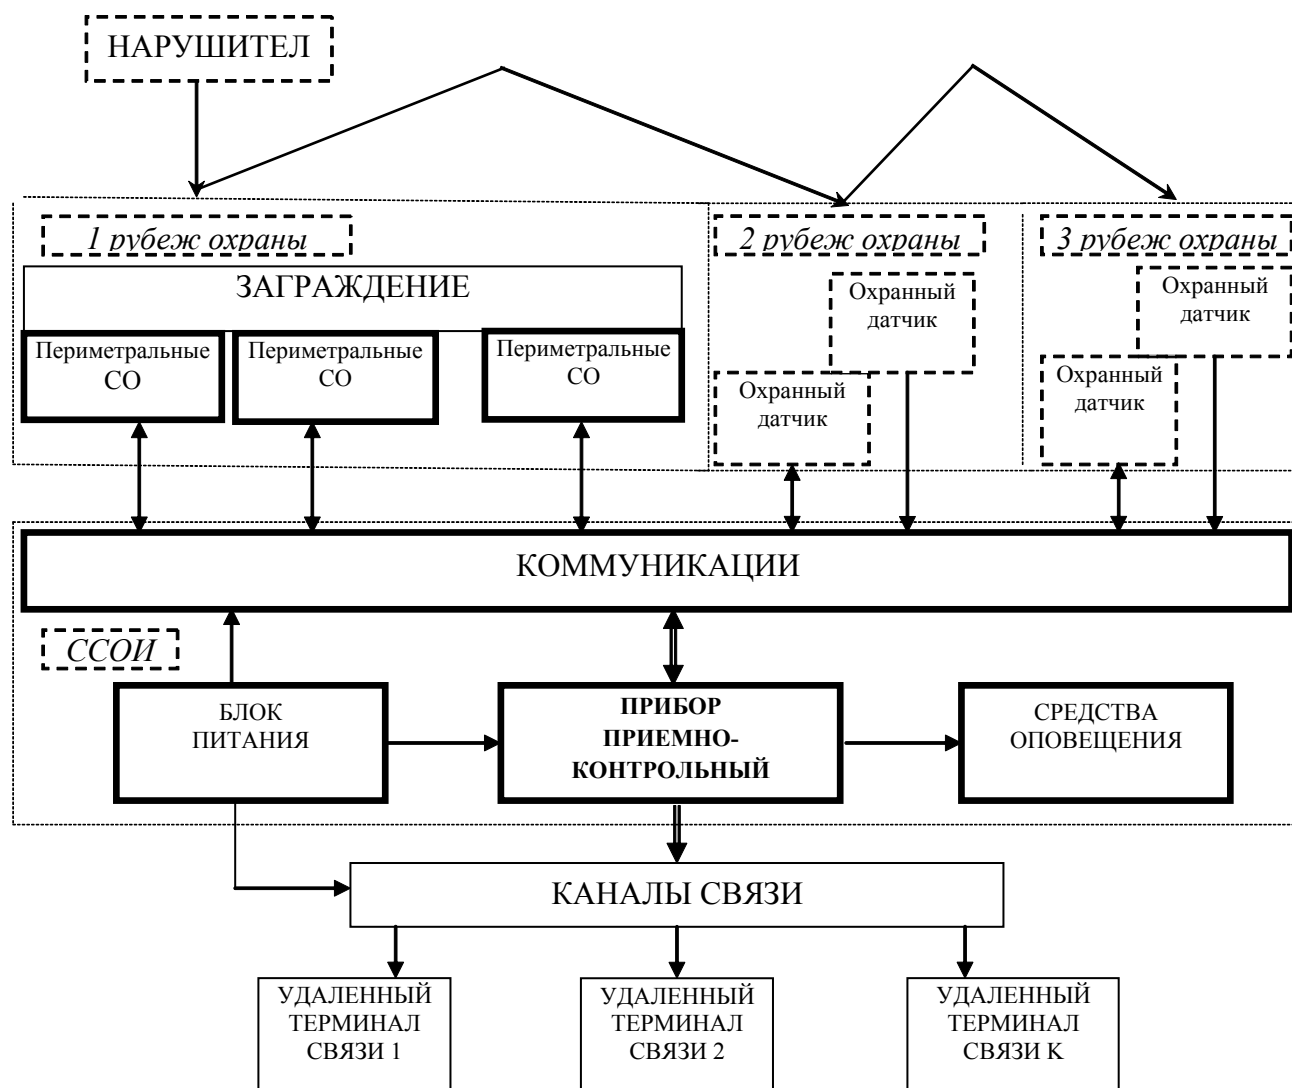 НАРУШИТЕЛ
1 рубеж охраны
2 рубеж охраны
3 рубеж охраны
ЗАГРАЖДЕНИЕ
Периметральные
СО
Периметральные
СО
Периметральные
СО
Охранный
датчик
Охранный
датчик
Охранный
датчик
Охранный
датчик
КОММУНИКАЦИИ
ССОИ
БЛОК
ПИТАНИЯ
ПРИБОР
ПРИЕМНО-
КОНТРОЛЬНЫЙ
СРЕДСТВА
ОПОВЕЩЕНИЯ
КАНАЛЫ СВЯЗИ
УДАЛЕННЫЙ
ТЕРМИНАЛ
СВЯЗИ 1
УДАЛЕННЫЙ
ТЕРМИНАЛ
СВЯЗИ 2
УДАЛЕННЫЙ
ТЕРМИНАЛ
СВЯЗИ K